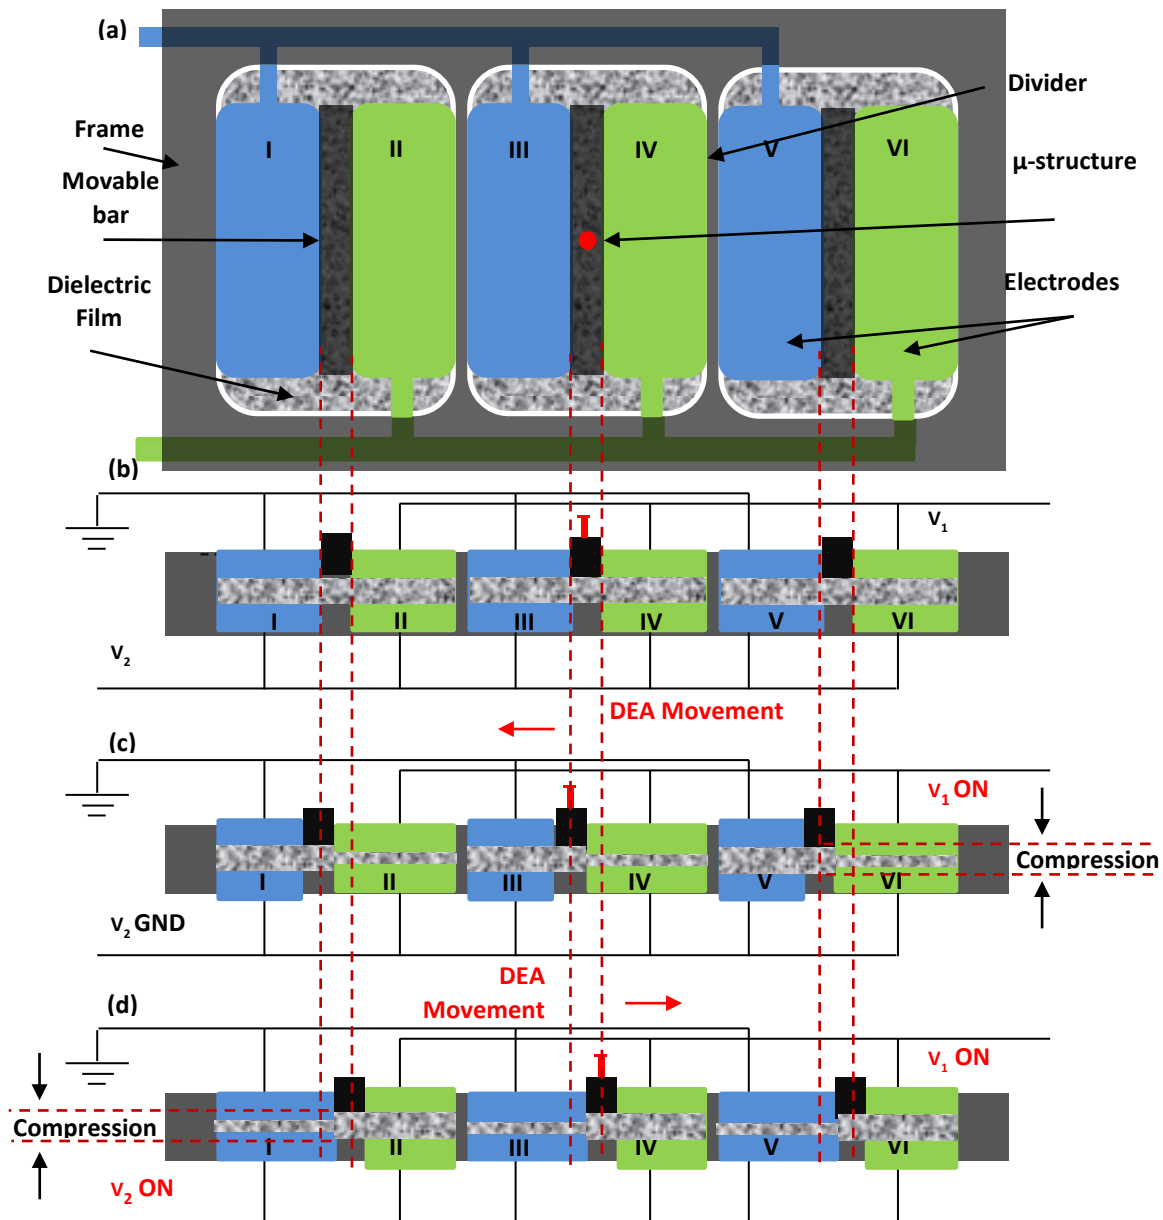 (a)
Divider
Frame
I
II
III
IV
V
VI
μ-structure
Movable
bar
Dielectric
Film
Electrodes
(b)
V1
I
II
III
IV
V
VI
V2
DEA Movement
(c)
V1 ON
Compression
I
II
III
IV
V
VI
V2 GND
DEA
Movement
(d)
V1 ON
Compression
I
II
III
IV
V
VI
V2 ON